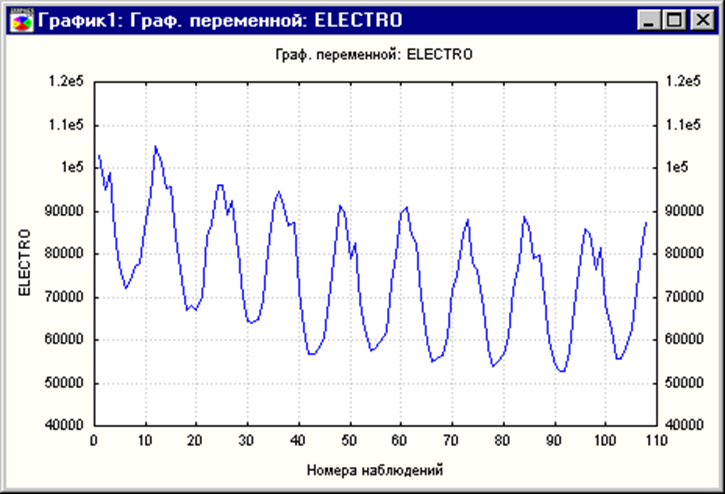 График1: Граф. переменной: ELECTRO
Граф. переменной: ELECTRO
1.2e5 1.2e5
1.1e5 1.1e5
1e5 1e5
90000 90000
80000 80000
70000 70000
60000 60000
50000 50000
40000 40000
ELECTRO
0 10 20 30 40 50 60 70 80 90 100 110
Номера наблюдений